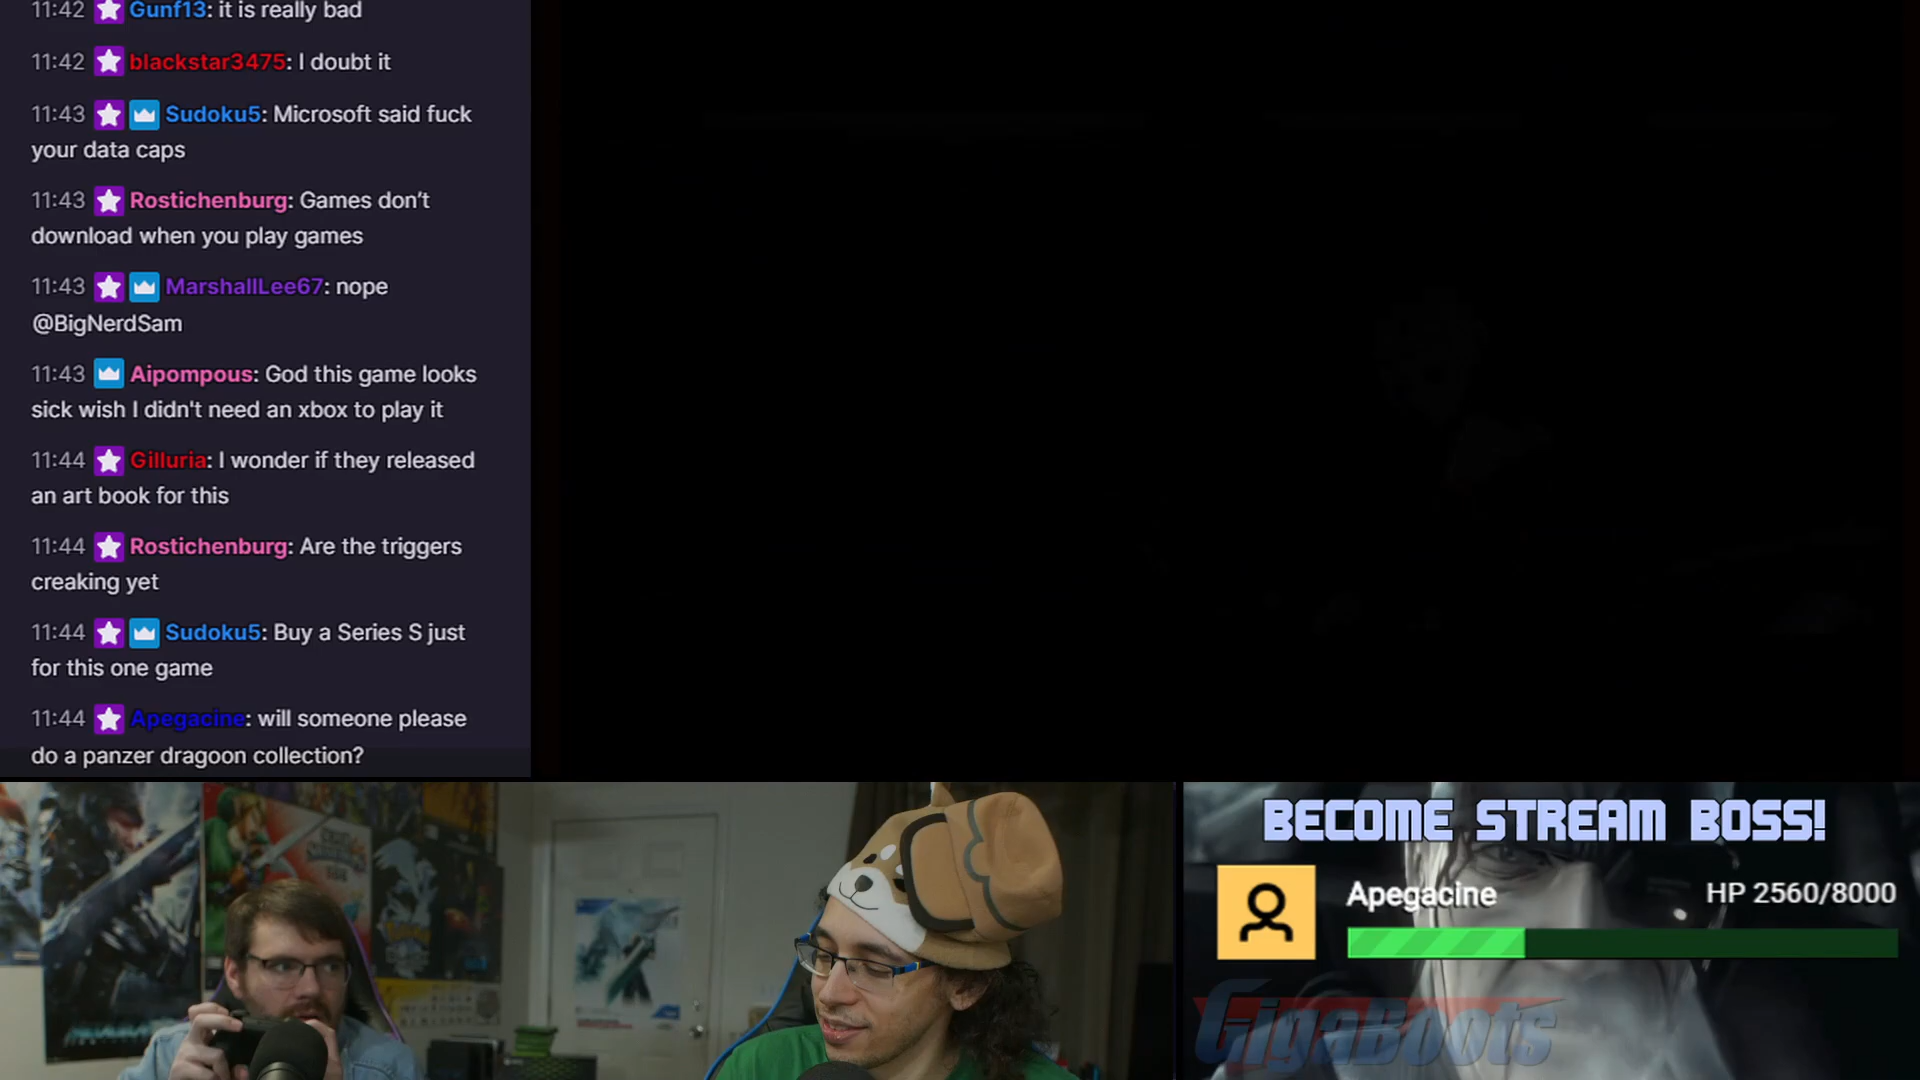 11:42 Gunf13: it is really bad
11:42 blackstar3475: I doubt it
11:43 Sudoku5: Microsoft said fuck
your data caps
11:43 Rostichenburg: Games don’t
download when you play games
11:43 MarshallLee67: nope
@BigNerdSam
11:43 Aipompous: God this game looks
sick wish I didn't need an xbox to play it
11:44 Gilluria: I wonder if they released
an art book for this
11:44 Rostichenburg: Are the triggers
creaking yet
11:44 Sudoku5: Buy a Series S just
for this one game
11:44 Apegacine: will someone please
do a panzer dragoon collection?
BECOME STREAM BOSS!
Apegacine HP 2560/8000
GigaBoots